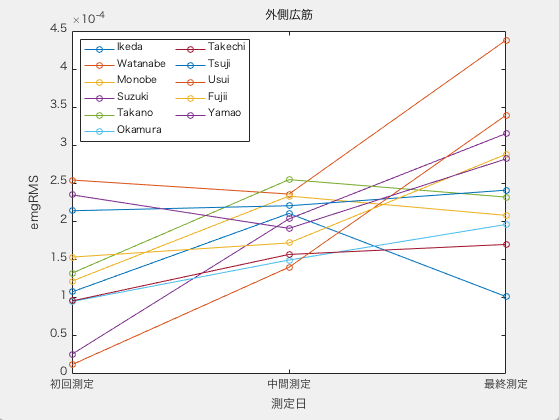 外側広筋
×10-4
4.5
4
3.5
3
2.5
2
1.5
1
0.5
0
emgRMS
Ikeda
Watanabe
Monobe
Suzuki
Takano
Okamura
Takechi
Tsuji
Usui
Fujii
Yamao
初回測定
中間測定
最終測定
測定日